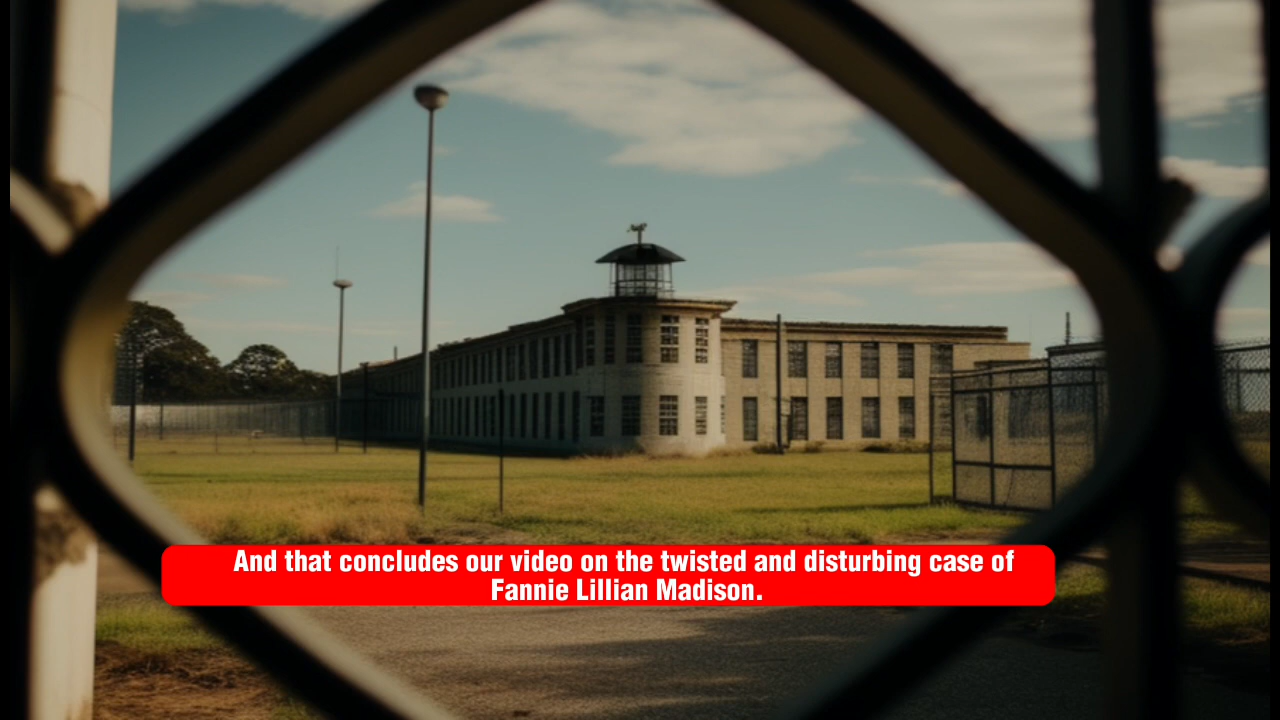 And that concludes our video on the twisted and disturbing case of
Fannie Lillian Madison.